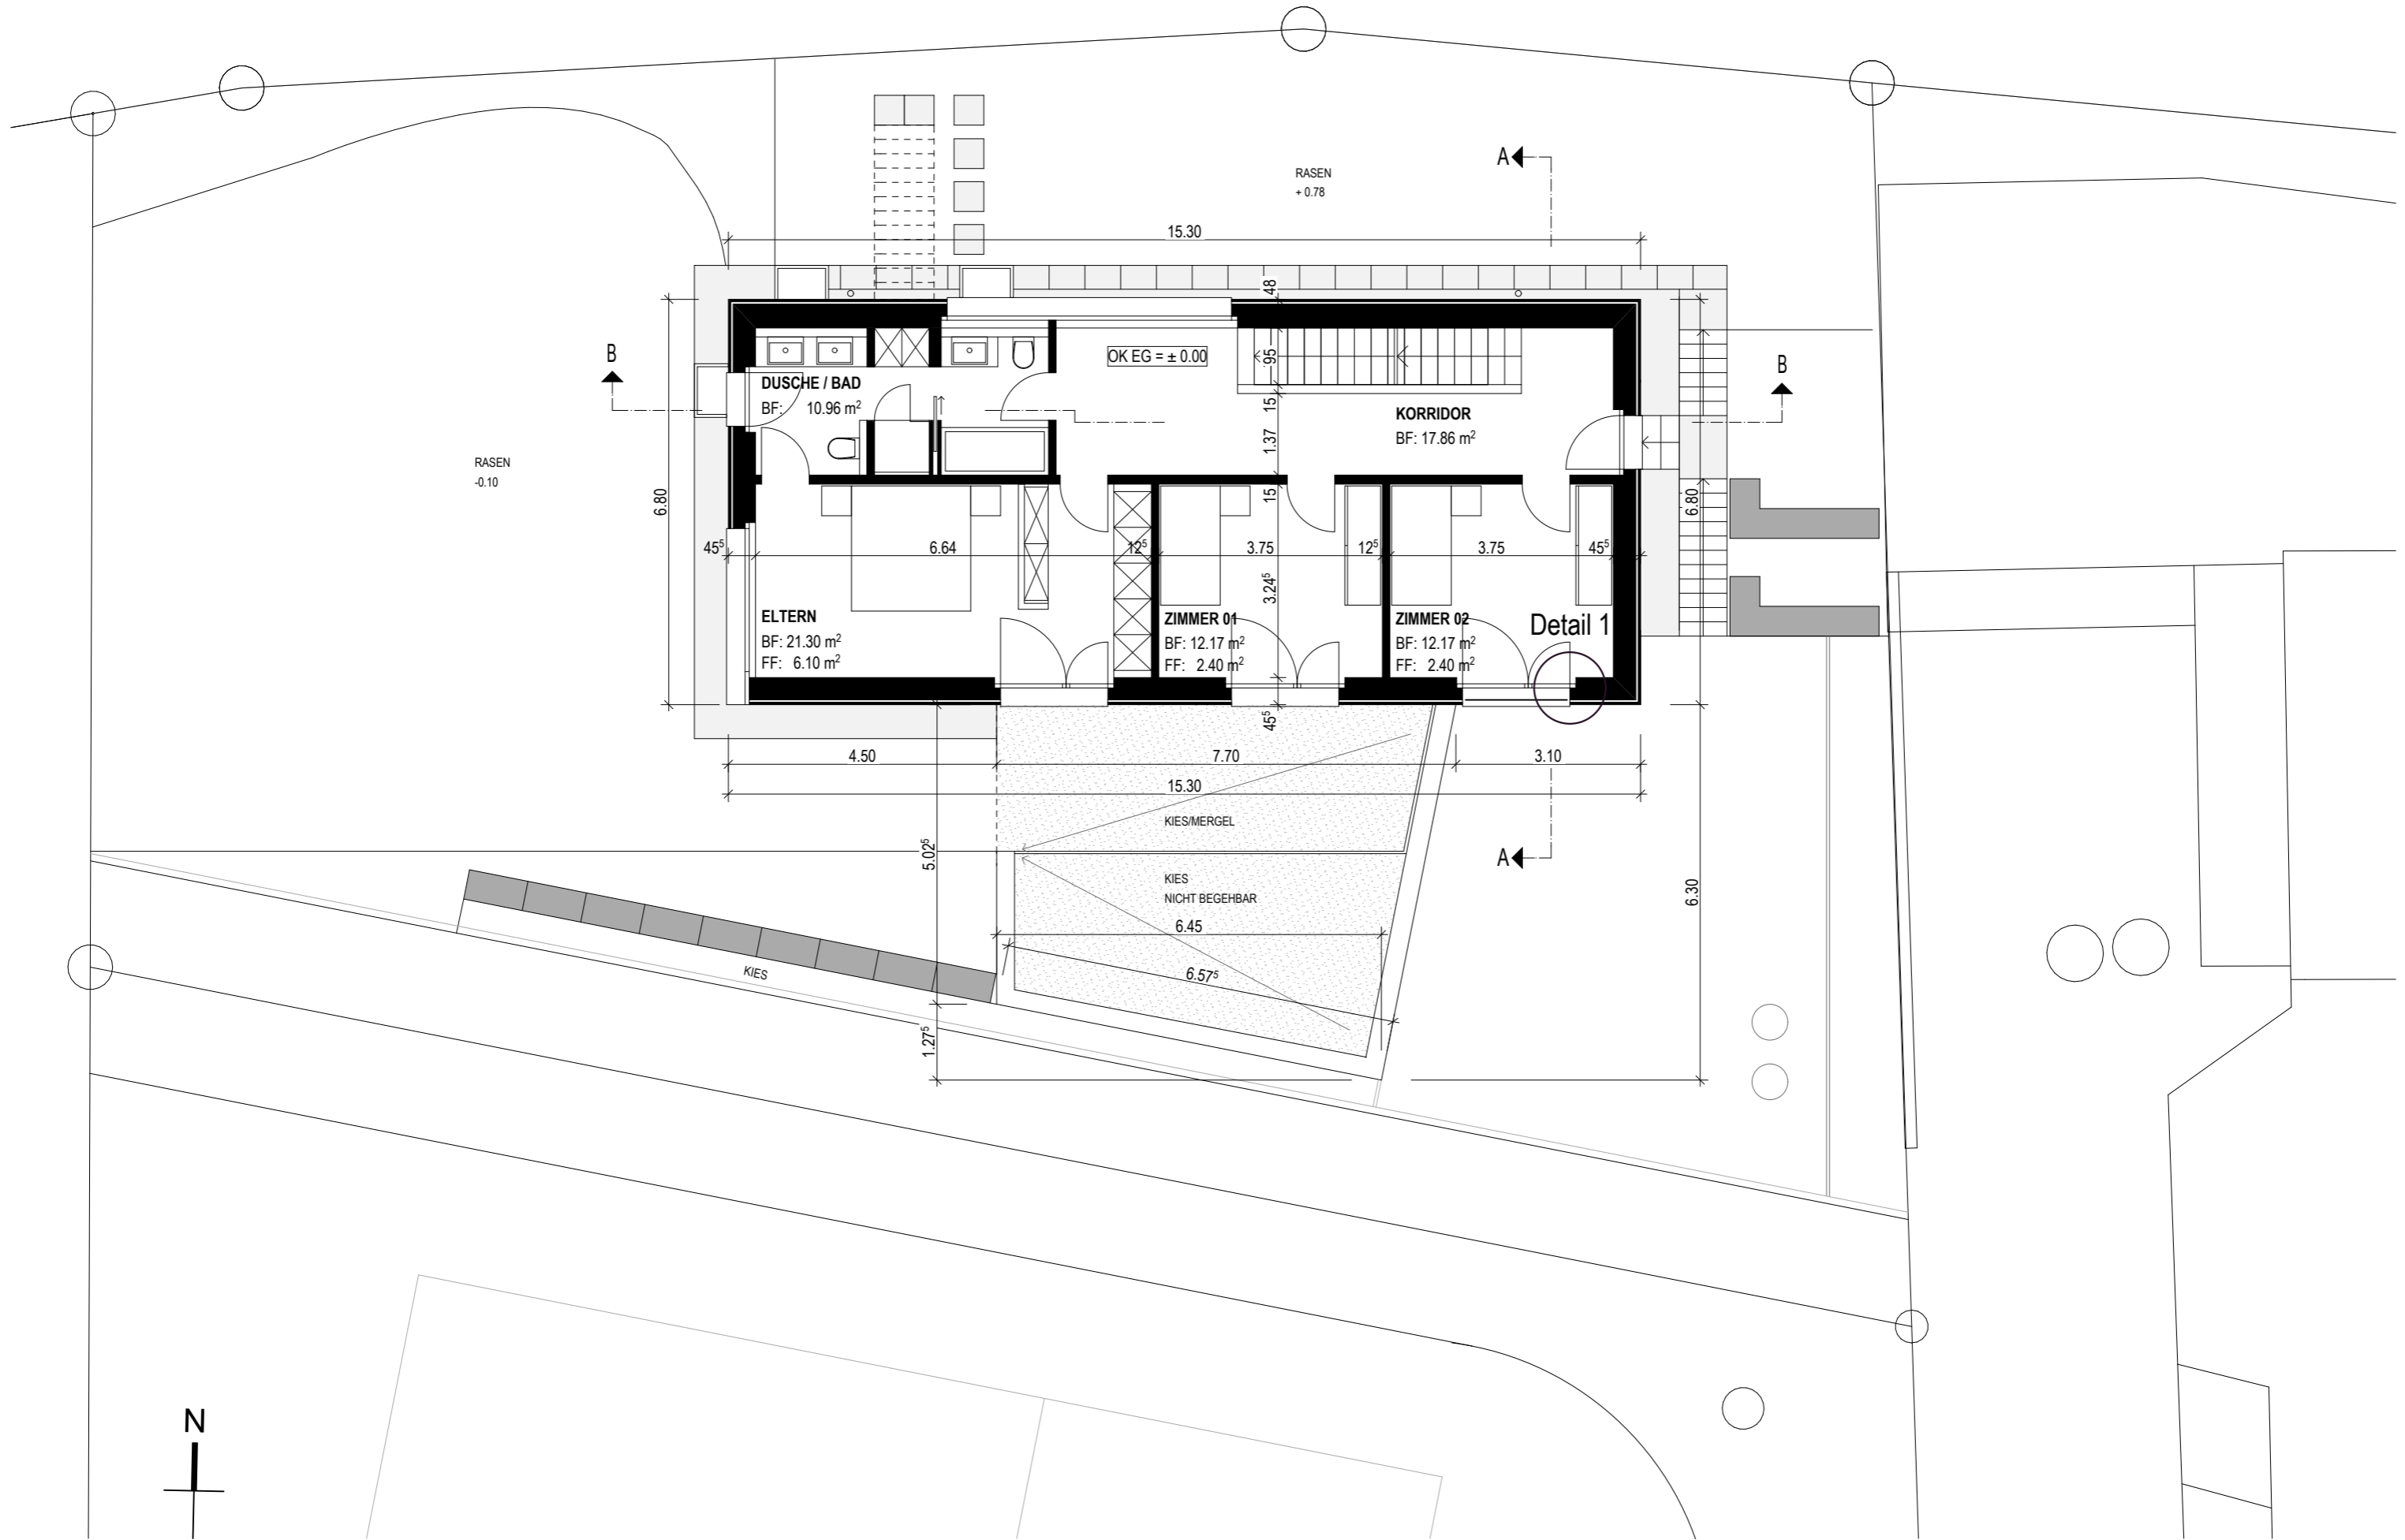 A
RASEN
+ 0.78
15.30
48
B
OK EG = ± 0.00
95
B
DUSCHE / BAD
BF: 10.96 m²
15
KORRIDOR
BF: 17.86 m²
1.37
RASEN
-0.10
6.80
15
6.80
45⁵
6.64
12⁵
3.75
12⁵
3.75
45⁵
3.24⁵
ELTERN
BF: 21.30 m²
FF: 6.10 m²
ZIMMER 01
BF: 12.17 m²
FF: 2.40 m²
ZIMMER 02
BF: 12.17 m²
FF: 2.40 m²
Detail 1
45⁵
4.50
7.70
3.10
15.30
KIES/MERGEL
5.02⁵
A
KIES
NICHT BEGEHBAR
6.30
6.45
KIES
6.57⁵
1.27⁵
N